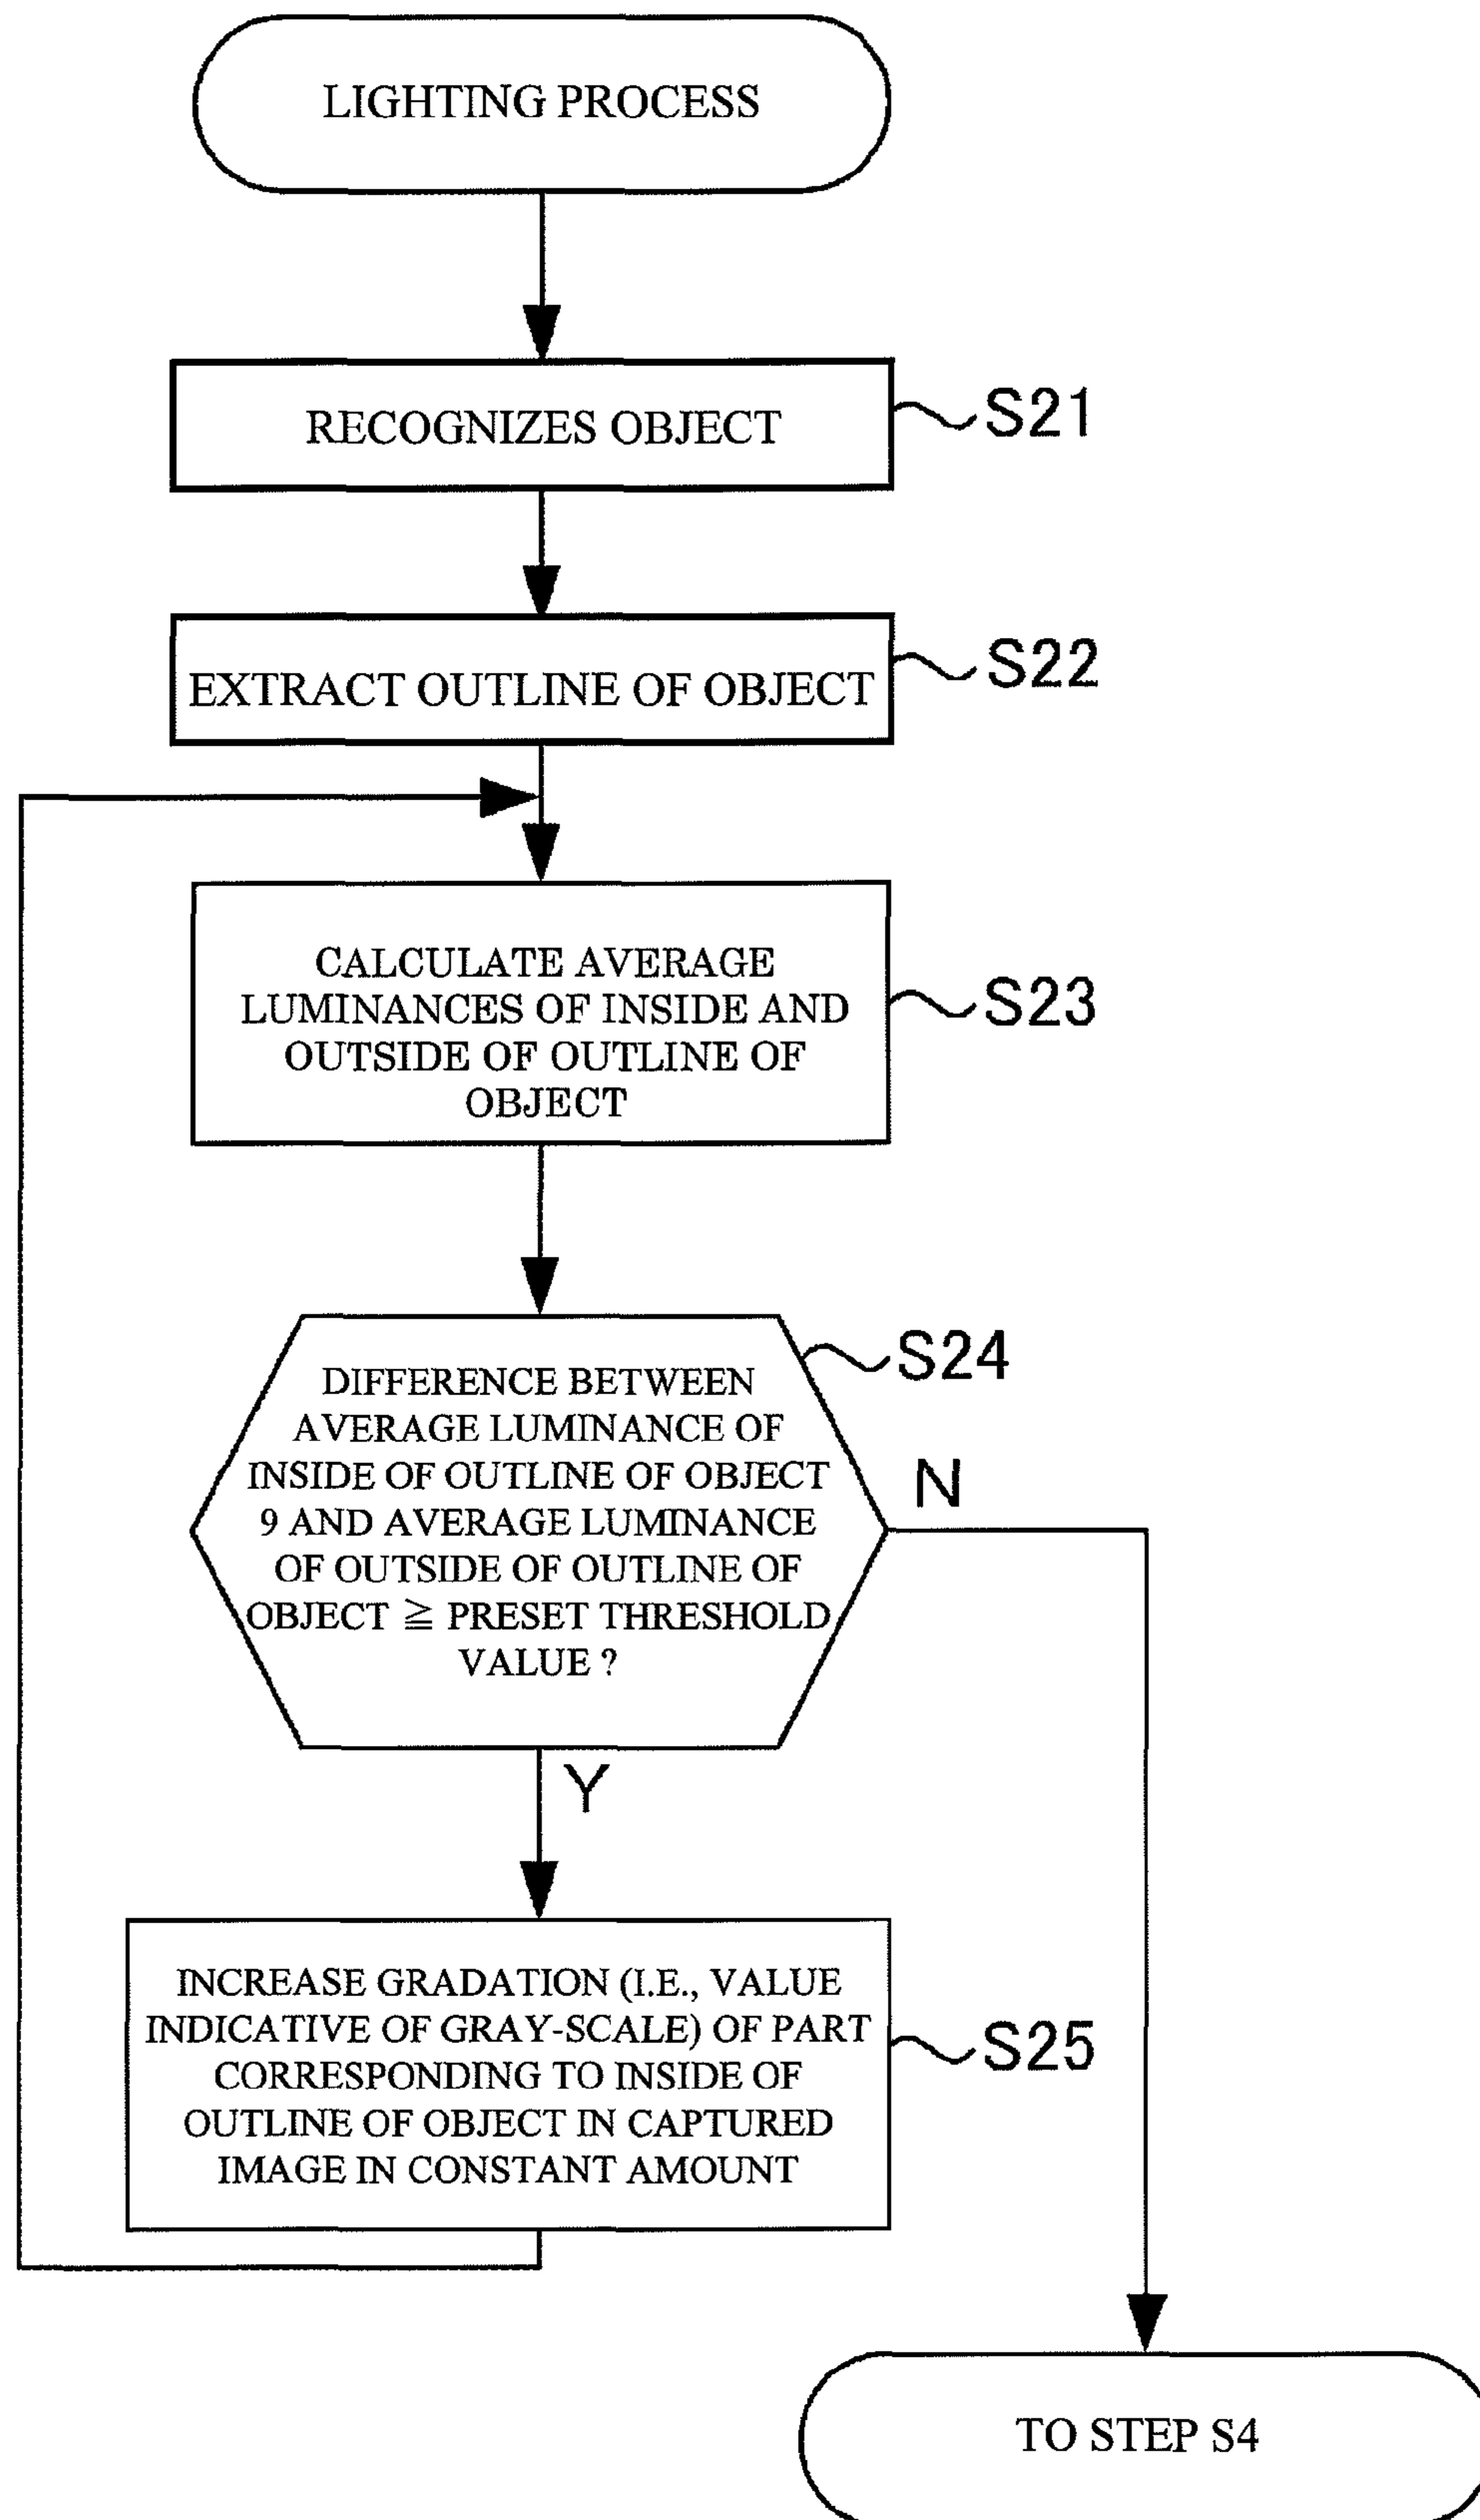 LIGHTING PROCESS
RECOGNIZES OBJECT
S21
EXTRACT OUTLINE OF OBJECT
S22
CALCULATE AVERAGE
LUMINANCES OF INSIDE AND
OUTSIDE OF OUTLINE OF
OBJECT
S23
DIFFERENCE BETWEEN
AVERAGE LUMINANCE OF
INSIDE OF OUTLINE OF OBJECT
9 AND AVERAGE LUMINANCE
OF OUTSIDE OF OUTLINE OF
OBJECT ≧ PRESET THRESHOLD
VALUE ?
S24
N
Y
INCREASE GRADATION (I.E., VALUE
INDICATIVE OF GRAY-SCALE) OF PART
CORRESPONDING TO INSIDE OF
OUTLINE OF OBJECT IN CAPTURED
IMAGE IN CONSTANT AMOUNT
S25
TO STEP S4